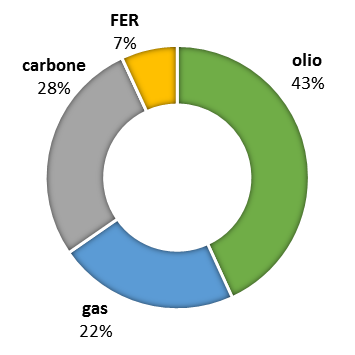 FER
7%
carbone
28%
olio
43%
gas
22%